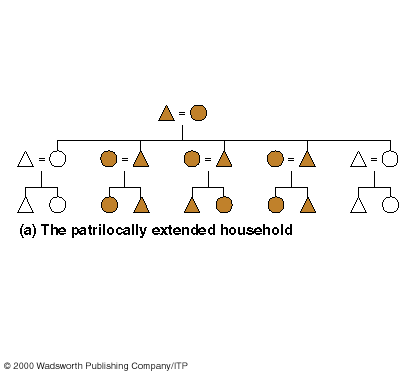 (a) The patrilocally extended household
© 2000 Wadsworth Publishing Company/ITP